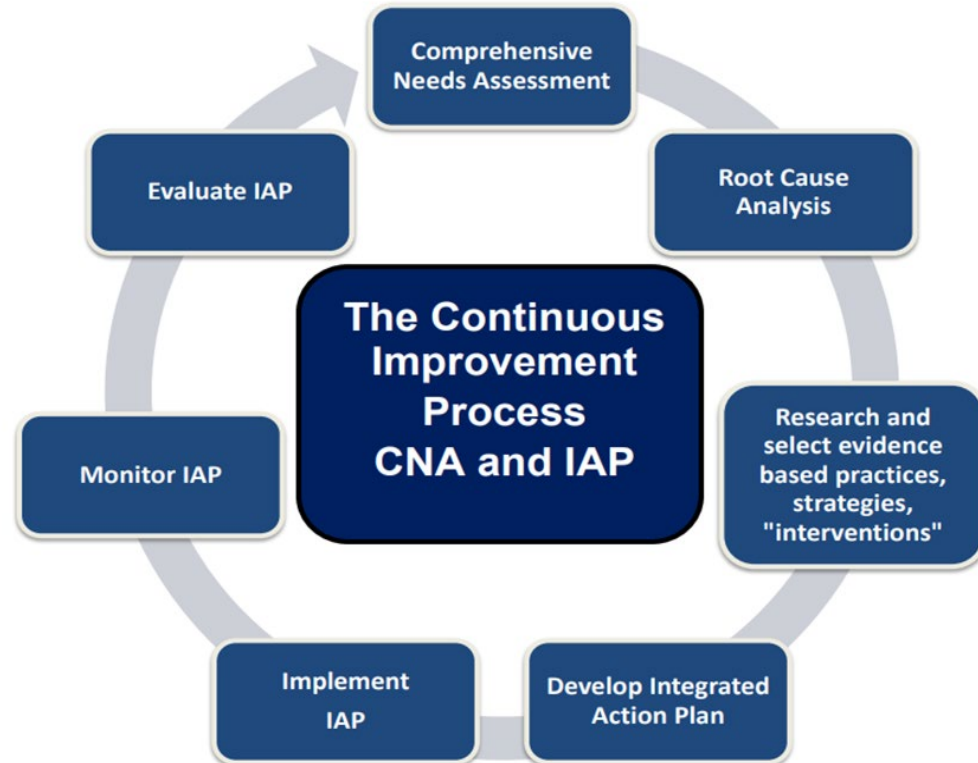 Comprehensive
Needs Assessment
Root Cause
Analysis
Research and
select evidence
based practices,
strategies,
"interventions"
Develop Integrated
Action Plan
Implement
IAP
Monitor IAP
Evaluate IAP
The Continuous
Improvement
Process
CNA and IAP